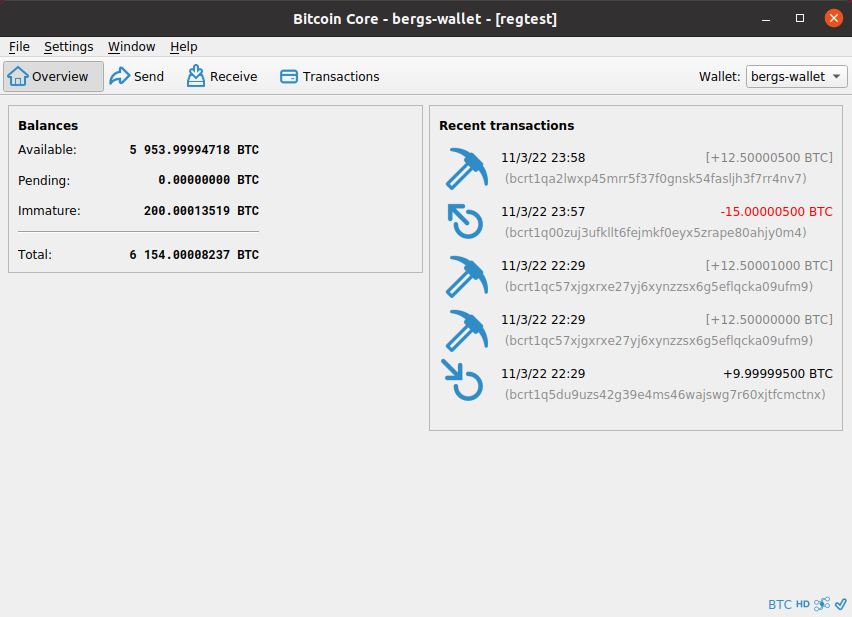 Bitcoin Core - bergs-wallet - [regtest]
File Settings Window Help
Overview Send Receive Transactions Wallet: bergs-wallet
Balances
Available: 5 953.99994718 BTC
Pending: 0.00000000 BTC
Immature: 200.00013519 BTC
Total: 6 154.00008237 BTC
Recent transactions
11/3/22 23:58 [+12.50000500 BTC]
(bcrt1qa2lwxp45mrr5f37f0gnsk54fasljh3f7rr4nv7)
11/3/22 23:57 -15.00000500 BTC
(bcrt1q00zuj3ufkllt6fejmkf0eyx5zrape80ahjy0m4)
11/3/22 22:29 [+12.50001000 BTC]
(bcrt1qc57xjgxrxe27yj6xynzzsx6g5eflqcka09ufm9)
11/3/22 22:29 [+12.50000000 BTC]
(bcrt1qc57xjgxrxe27yj6xynzzsx6g5eflqcka09ufm9)
11/3/22 22:29 +9.99999500 BTC
(bcrt1q5du9uzs42g39e4ms46wajswg7r60xjtfcmctnx)
BTC HD